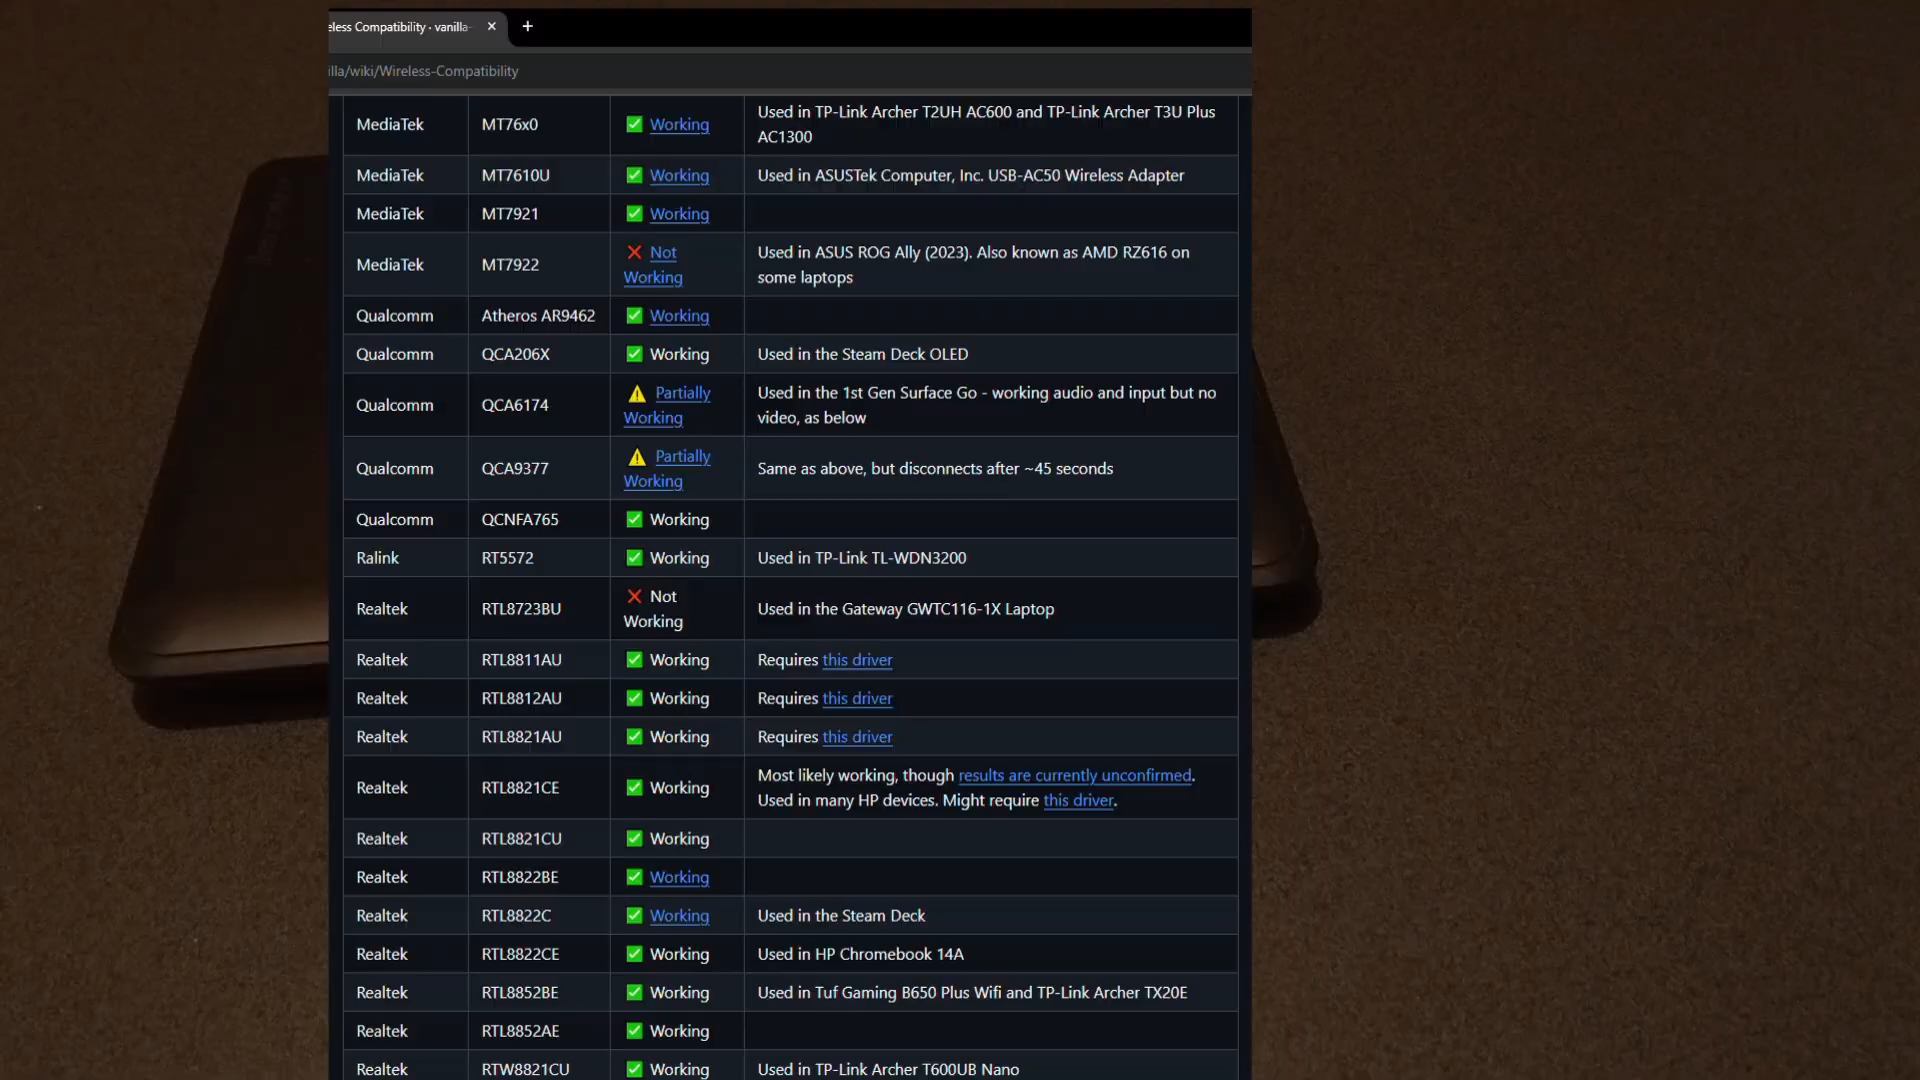 eless Compatibility · vanilla-
illa/wiki/Wireless-Compatibility
MediaTek MT76x0 Working Used in TP-Link Archer T2UH AC600 and TP-Link Archer T3U Plus
AC1300
MediaTek MT7610U Working Used in ASUSTek Computer, Inc. USB-AC50 Wireless Adapter
MediaTek MT7921 Working
MediaTek MT7922 Not
Working
Used in ASUS ROG Ally (2023). Also known as AMD RZ616 on
some laptops
Qualcomm Atheros AR9462 Working
Qualcomm QCA206X Working Used in the Steam Deck OLED
Qualcomm QCA6174 Partially
Working
Used in the 1st Gen Surface Go - working audio and input but no
video, as below
Qualcomm QCA9377 Partially
Working
Same as above, but disconnects after ~45 seconds
Qualcomm QCNFA765 Working
Ralink RT5572 Working Used in TP-Link TL-WDN3200
Realtek RTL8723BU Not
Working
Used in the Gateway GWTC116-1X Laptop
Realtek RTL8811AU Working Requires this driver
Realtek RTL8812AU Working Requires this driver
Realtek RTL8821AU Working Requires this driver
Realtek RTL8821CE Working Most likely working, though results are currently unconfirmed.
Used in many HP devices. Might require this driver.
Realtek RTL8821CU Working
Realtek RTL8822BE Working
Realtek RTL8822C Working Used in the Steam Deck
Realtek RTL8822CE Working Used in HP Chromebook 14A
Realtek RTL8852BE Working Used in Tuf Gaming B650 Plus Wifi and TP-Link Archer TX20E
Realtek RTL8852AE Working
Realtek RTW8821CU Working Used in TP-Link Archer T600UB Nano